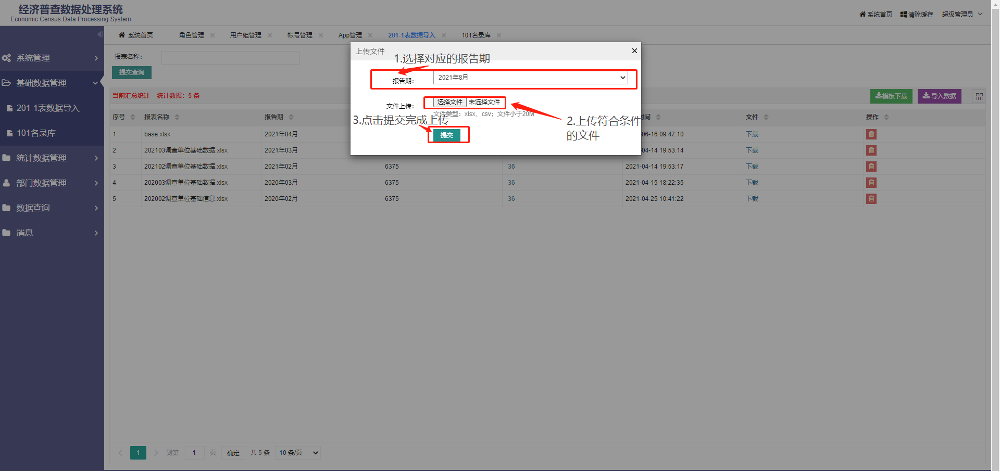 经济普查数据处理系统
Economic Census Data Processing System
系统首页 清除缓存 超级管理员
系统首页 角色管理 用户组管理 帐号管理 App管理 201-1表数据导入 101名录库
系统管理
基础数据管理
201-1表数据导入
101名录库
统计数据管理
部门数据管理
数据查询
消息
报表名称：
提交查询
当前汇总统计 统计数据：5 条
模板下载 导入数据
上传文件
1.选择对应的报告期
报告期： 2021年8月
文件上传： 选择文件 未选择文件
文件类型：xlsx、csv；文件小于20M
2.上传符合条件
的文件
3.点击提交完成上传
提交
序号 报表名称 报告期 时间 文件 操作
1 base.xlsx 2021年04月 06-16 09:47:10 下载
2 202103调查单位基础数据.xlsx 2021年03月 04-14 19:53:14 下载
3 202102调查单位基础数据.xlsx 2021年02月 6375 36 2021-04-14 19:53:17 下载
4 202003调查单位基础数据.xlsx 2020年03月 6375 36 2021-04-15 18:22:35 下载
5 202002调查单位基础信息.xlsx 2020年02月 6375 36 2021-04-25 10:41:22 下载
1 到第 1 页 确定 共 5 条 10 条/页